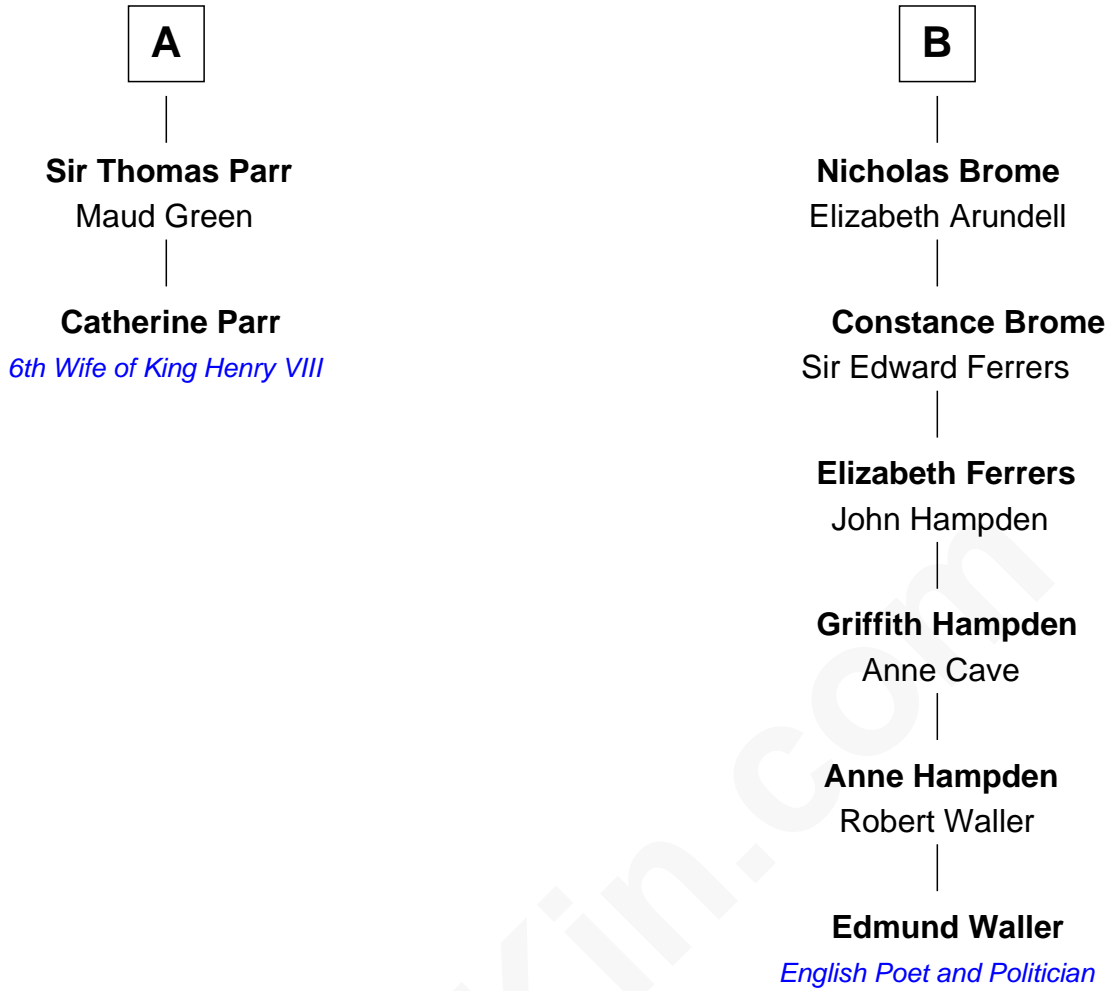 A
Sir Thomas Parr
Maud Green
Catherine Parr
6th Wife of King Henry VIII
B
Nicholas Brome
Elizabeth Arundell
Constance Brome
Sir Edward Ferrers
Elizabeth Ferrers
John Hampden
Griffith Hampden
Anne Cave
Anne Hampden
Robert Waller
Edmund Waller
English Poet and Politician
Kin.com